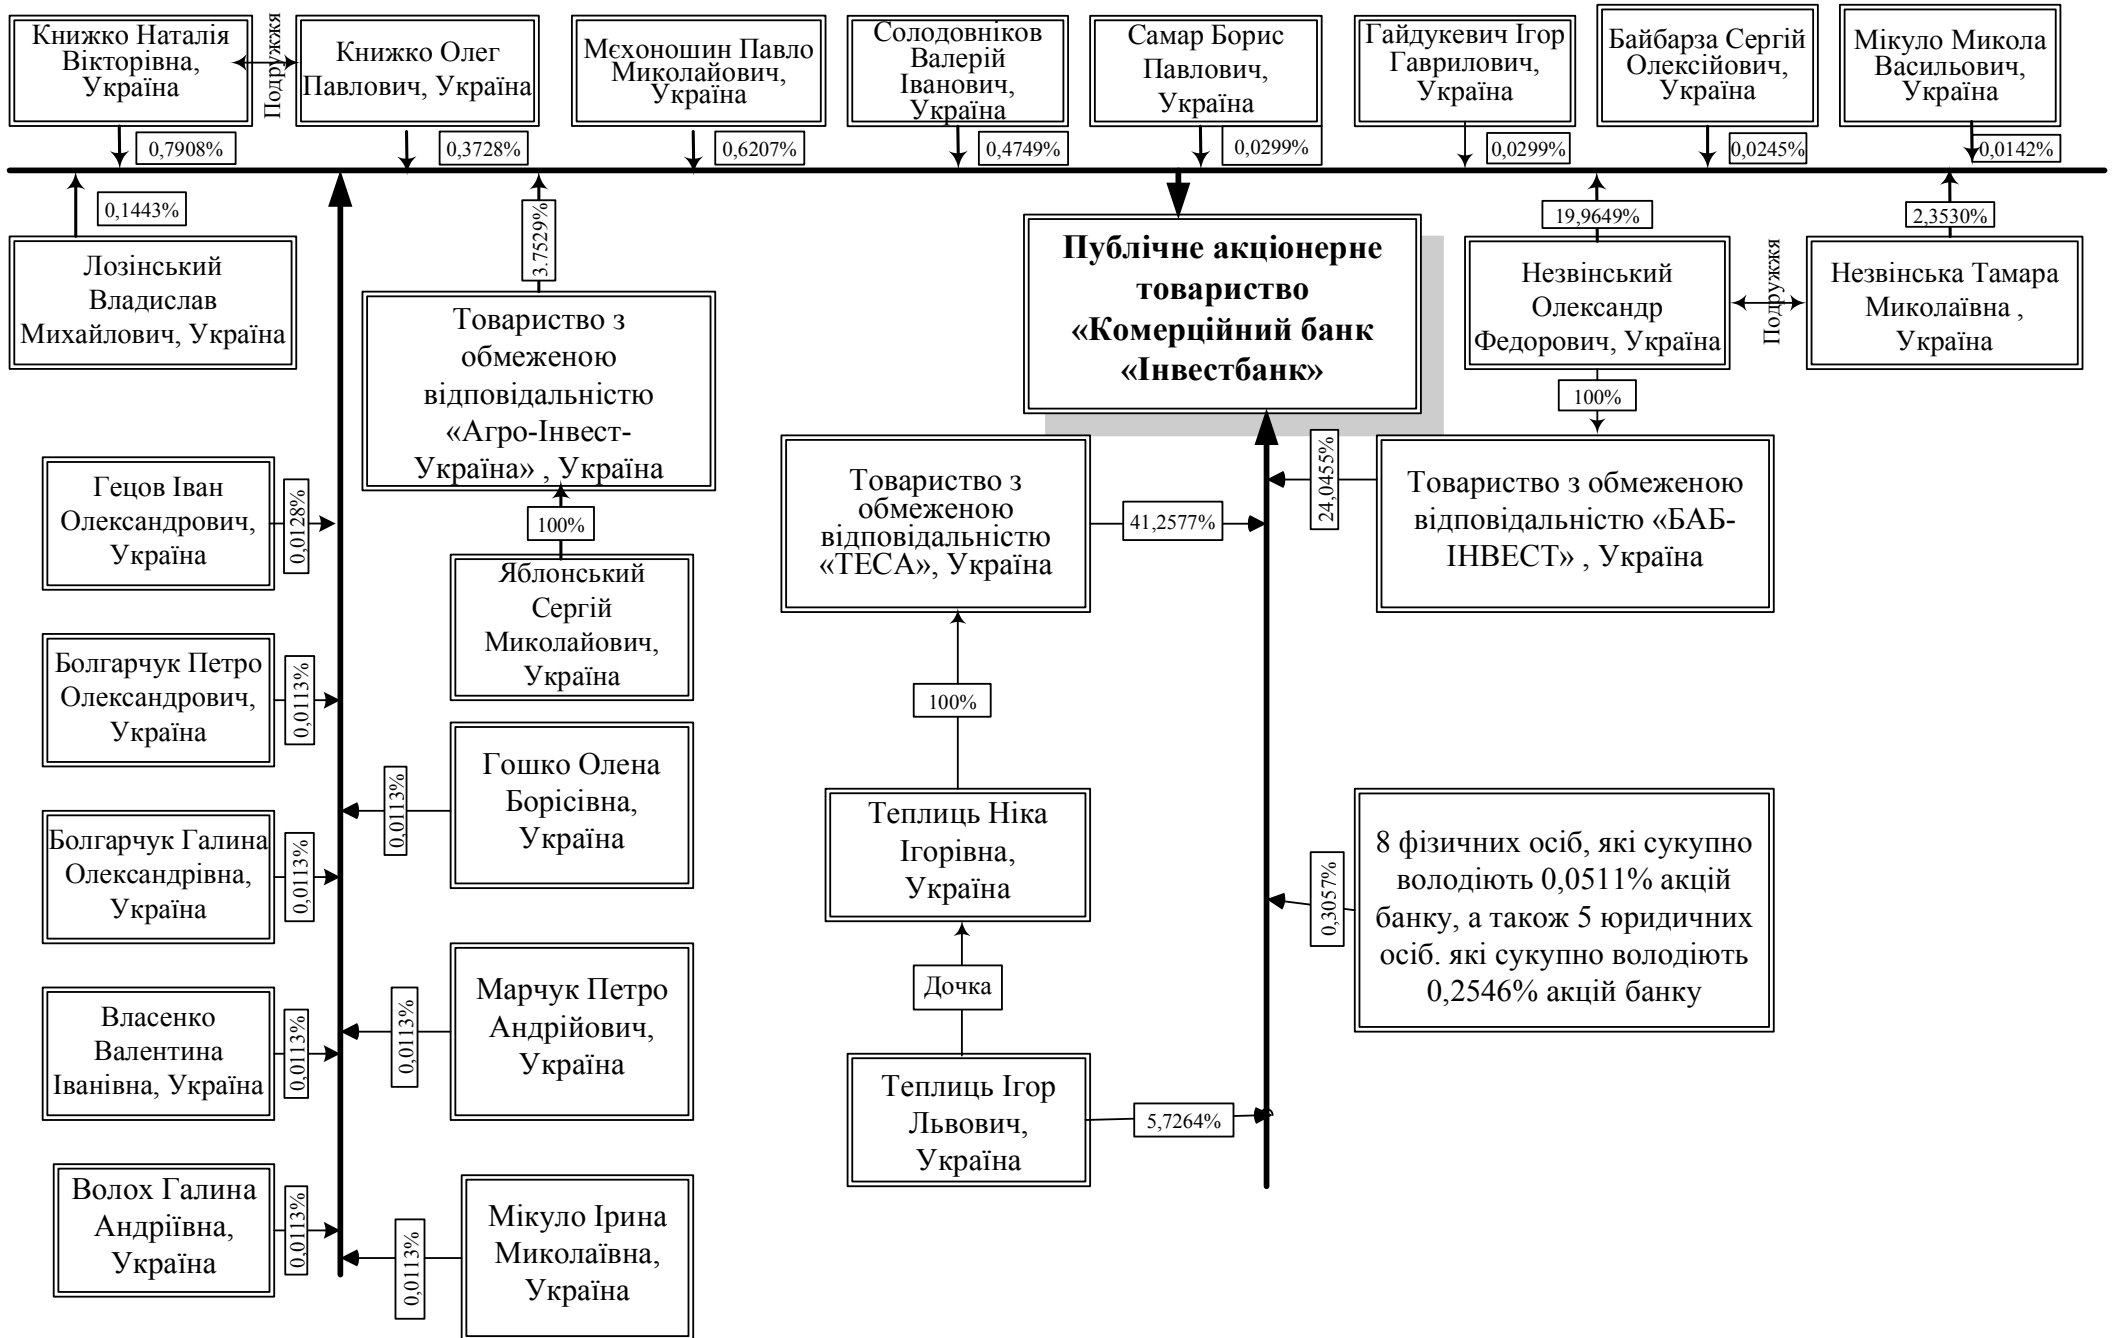 Книжко Наталія
Вікторівна,
Україна
Подружжя
Книжко Олег
Павлович, Україна
Мєхоношин Павло
Миколайович,
Україна
Солодовніков
Валерій
Іванович,
Україна
Самар Борис
Павлович,
Україна
Гайдукевич Ігор
Гаврилович,
Україна
Байбарза Сергій
Олексійович,
Україна
Мікуло Микола
Васильович,
Україна
0,7908%
0,3728%
0,6207%
0,4749%
0,0299%
0,0299%
0,0245%
0,0142%
0,1443%
3.7529%
19,9649%
2,3530%
Лозінський
Владислав
Михайлович, Україна
Товариство з
обмеженою
відповідальністю
«Агро-Інвест-
Україна» , Україна
Публічне акціонерне
товариство
«Комерційний банк
«Інвестбанк»
Незвінський
Олександр
Федорович, Україна
Подружжя
Незвінська Тамара
Миколаївна ,
Україна
100%
Гецов Іван
Олександрович,
Україна
0,0128%
100%
Яблонський
Сергій
Миколайович,
Україна
Товариство з
обмеженою
відповідальністю
«ТЕСА», Україна
41,2577%
24,0455%
Товариство з обмеженою
відповідальністю «БАБ-
ІНВЕСТ» , Україна
Болгарчук Петро
Олександрович,
Україна
0,0113%
100%
Гошко Олена
Борісівна,
Україна
0,0113%
Болгарчук Галина
Олександрівна,
Україна
0,0113%
Теплиць Ніка
Ігорівна,
Україна
8 фізичних осіб, які сукупно
володіють 0,0511% акцій
банку, а також 5 юридичних
осіб. які сукупно володіють
0,2546% акцій банку
0,3057%
Власенко
Валентина
Іванівна, Україна
0,0113%
Марчук Петро
Андрійович,
Україна
0,0113%
Дочка
Теплиць Ігор
Львович,
Україна
5,7264%
Волох Галина
Андріївна,
Україна
0,0113%
Мікуло Ірина
Миколаївна,
Україна
0,0113%